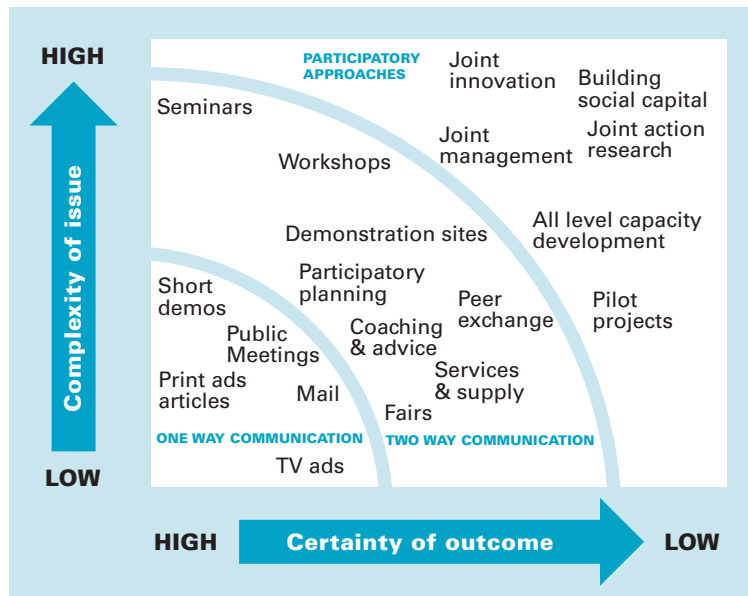 HIGH
PARTICIPATORY
APPROACHES
Joint
innovation
Building
social capital
Seminars
Joint
management
Joint action
research
Workshops
All level capacity
development
Demonstration sites
Participatory
planning
Short
demos
Peer
exchange
Pilot
projects
Public
Meetings
Coaching
& advice
Services
& supply
Print ads
articles
Mail
Fairs
ONE WAY COMMUNICATION
TWO WAY COMMUNICATION
TV ads
Complexity of issue
LOW
HIGH
Certainty of outcome
LOW